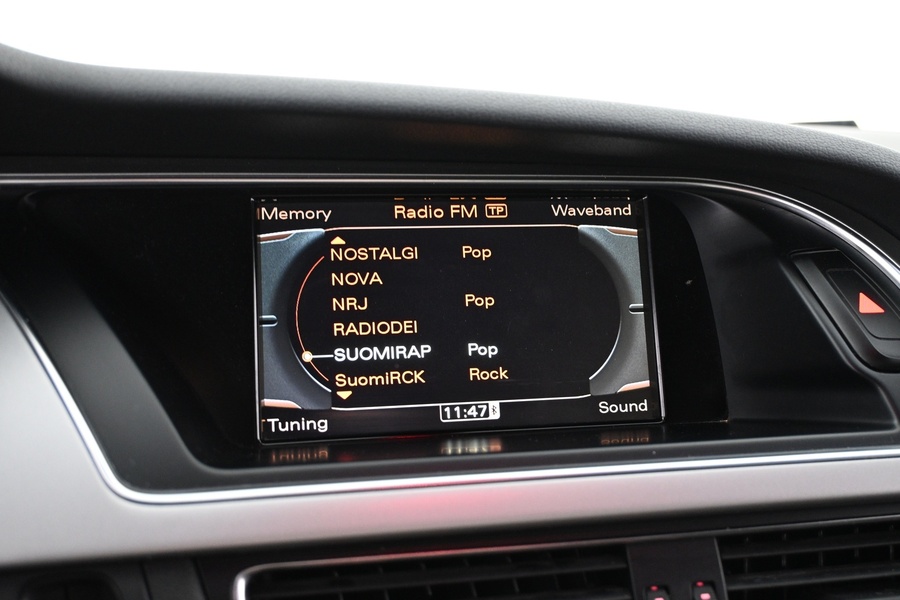 Memory Radio FM TP Waveband
NOSTALGI Pop
NOVA
NRJ Pop
RADIODEI
SUOMIRAP Pop
SuomiRCK Rock
11:47
Tuning Sound